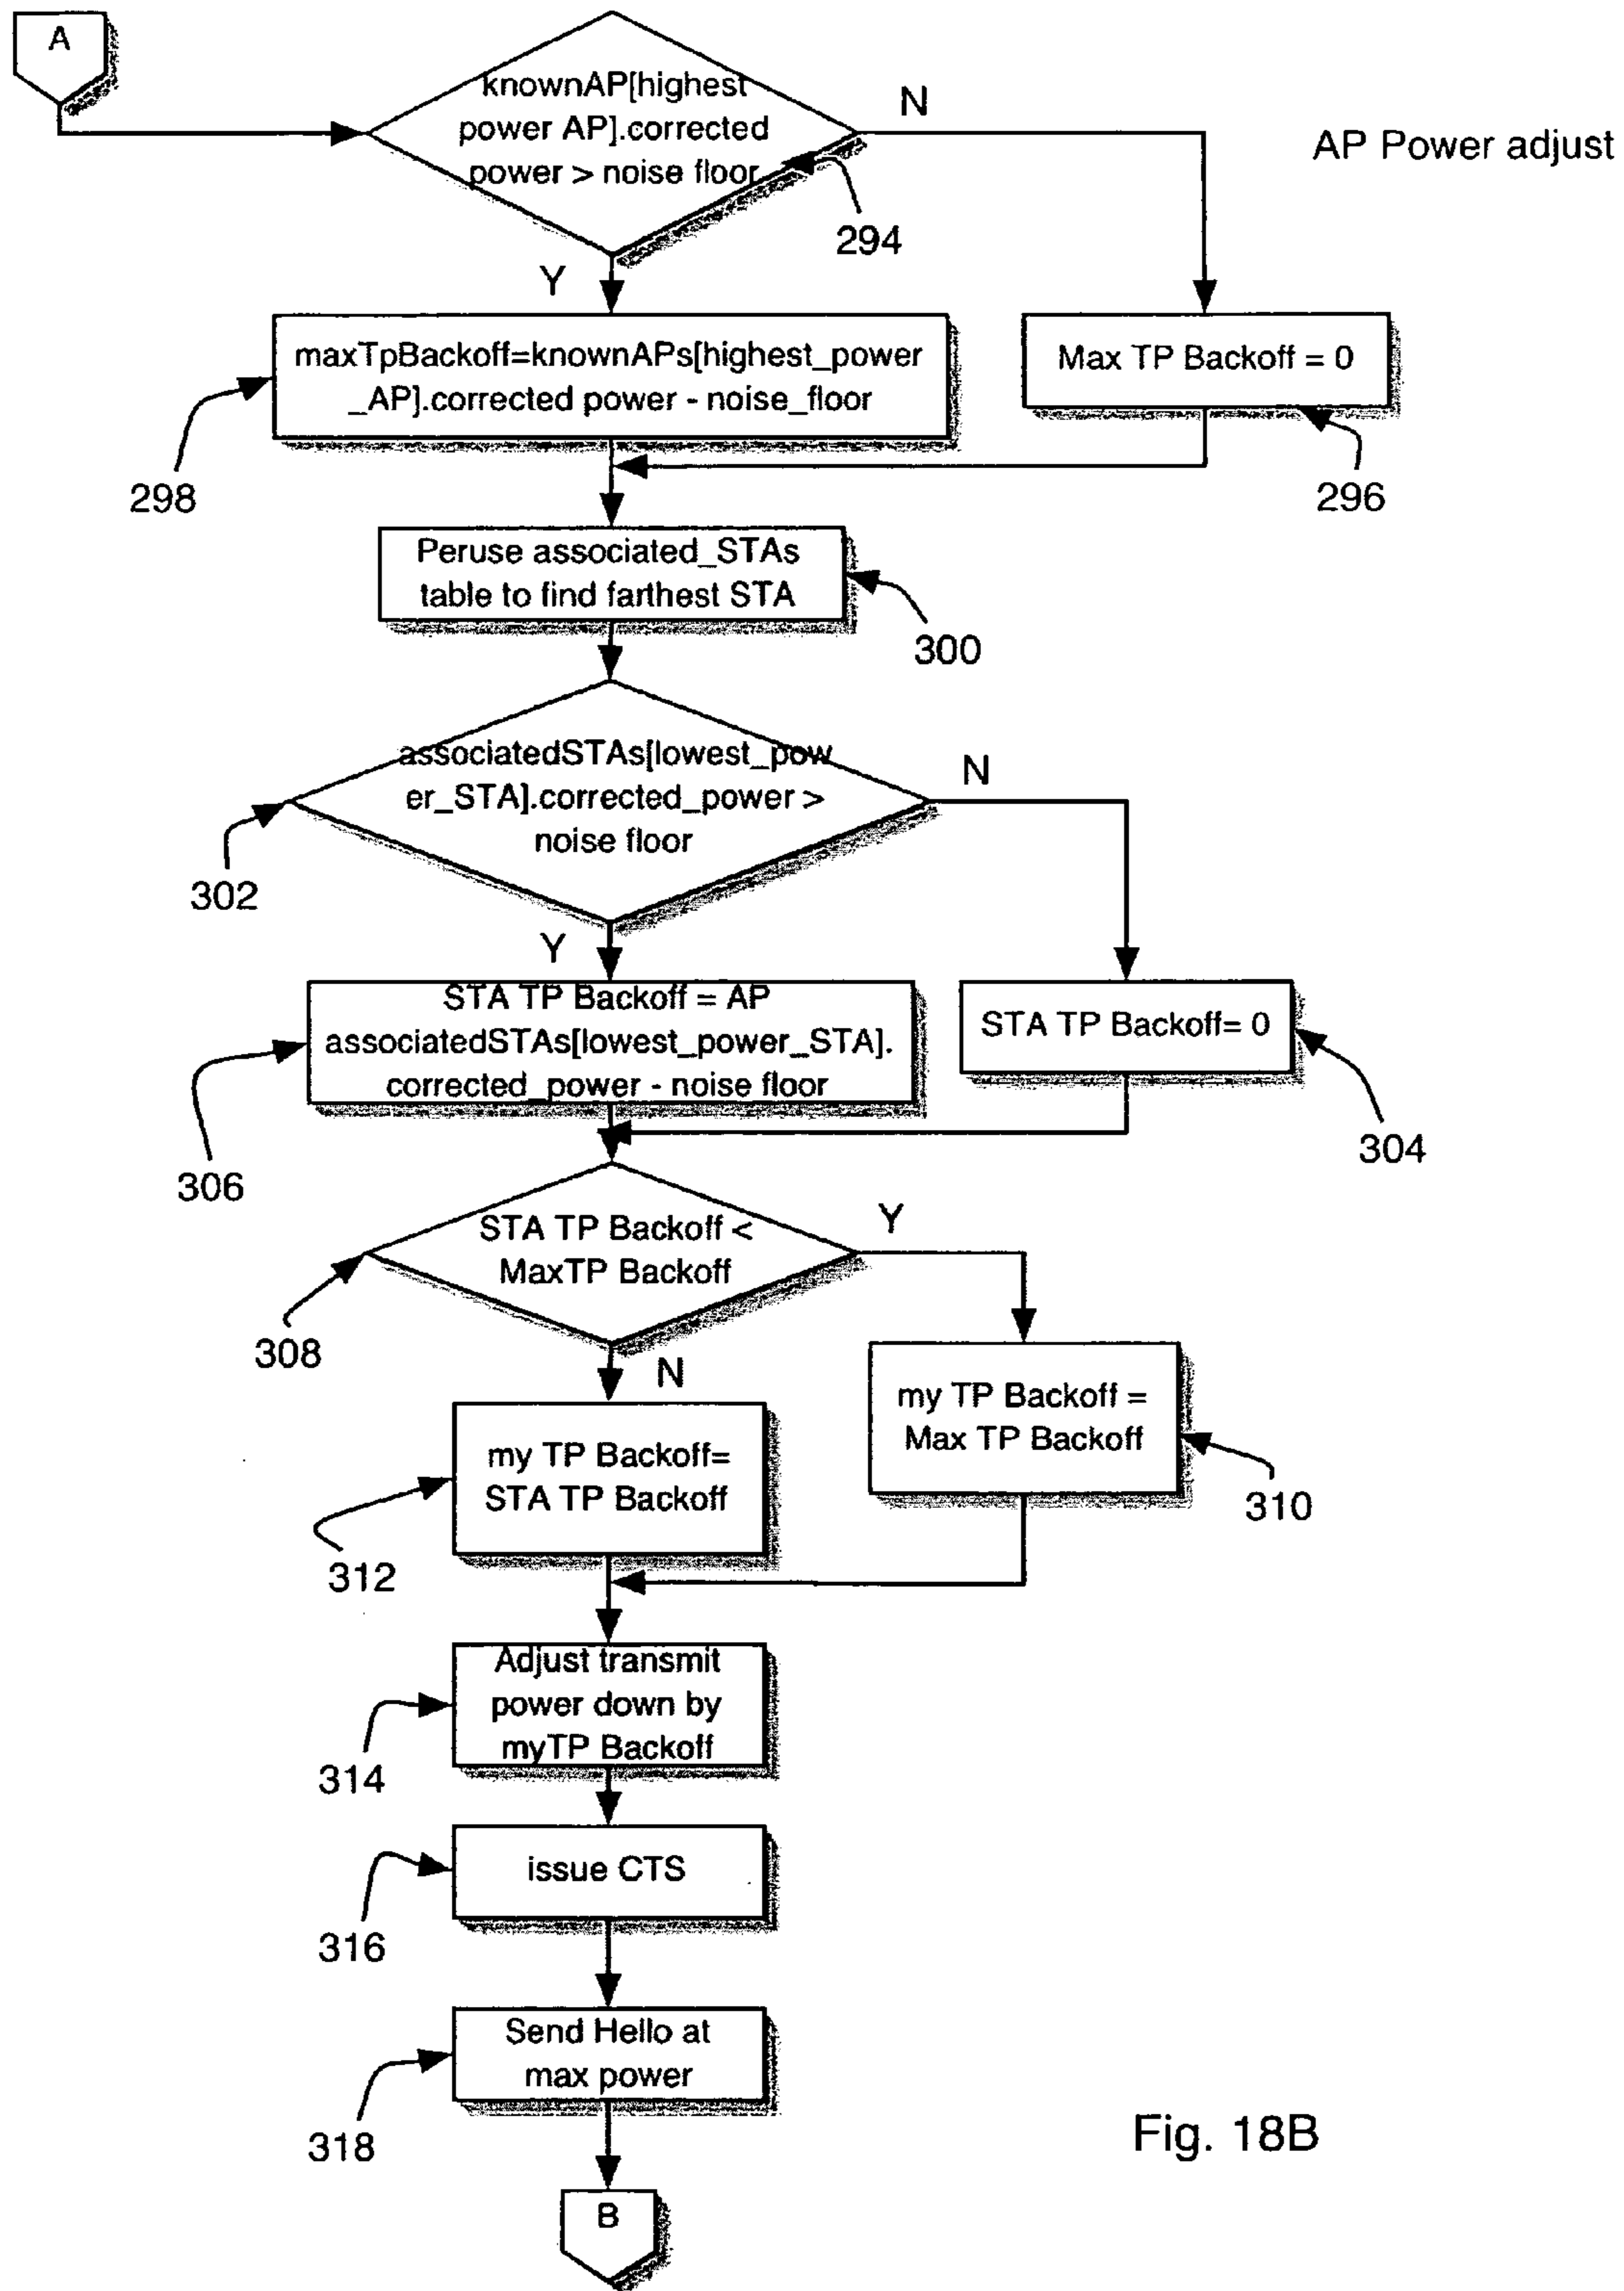 A
knownAP[highest
power AP].corrected
power > noise floor
N
AP Power adjust
294
Y
maxTpBackoff=knownAPs[highest_power
_AP].corrected power - noise_floor
Max TP Backoff = 0
298
296
Peruse associated_STAs
table to find farthest STA
300
associatedSTAs[lowest_pow
er_STA].corrected_power >
noise floor
N
302
Y
STA TP Backoff = AP
associatedSTAs[lowest_power_STA].
corrected_power - noise floor
STA TP Backoff= 0
304
306
STA TP Backoff <
MaxTP Backoff
Y
308
N
my TP Backoff =
Max TP Backoff
my TP Backoff=
STA TP Backoff
310
312
Adjust transmit
power down by
myTP Backoff
314
issue CTS
316
Send Hello at
max power
318
Fig. 18B
B